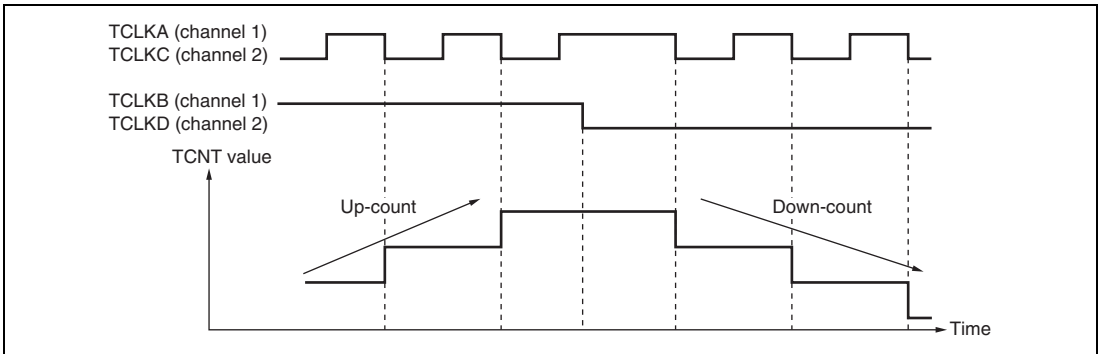 TCLKA (channel 1)
TCLKC (channel 2)
TCLKB (channel 1)
TCLKD (channel 2)
TCNT value
Up-count
Down-count
Time